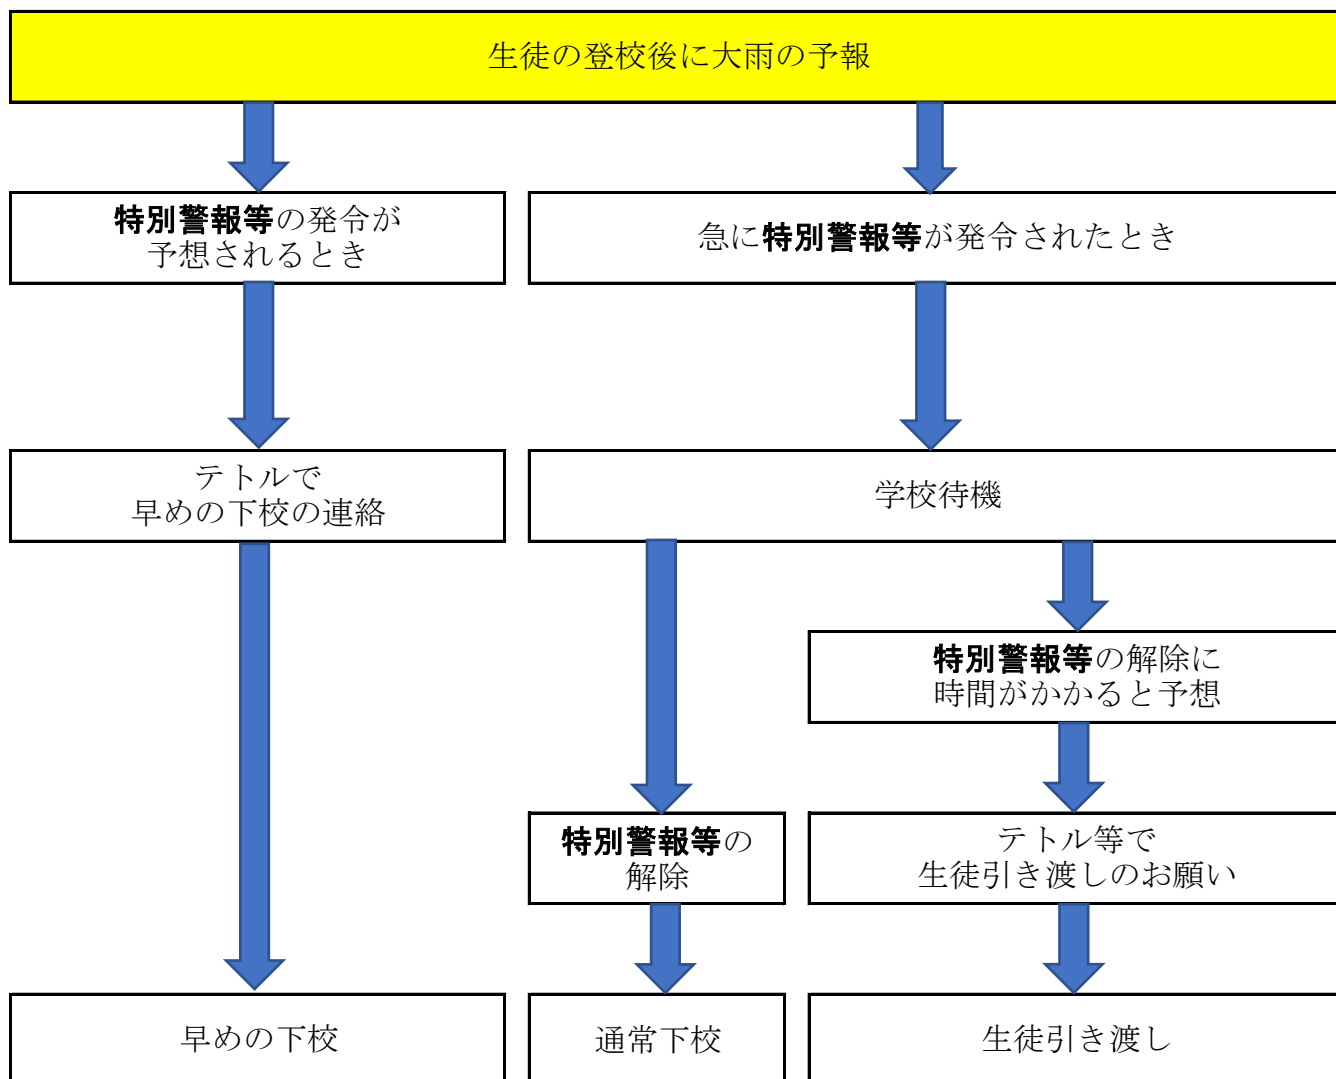 生徒の登校後に大雨の予報
特別警報等の発令が
予想されるとき
急に特別警報等が発令されたとき
テトルで
早めの下校の連絡
学校待機
特別警報等の解除に
時間がかかると予想
特別警報等の
解除
テトル等で
生徒引き渡しのお願い
早めの下校
通常下校
生徒引き渡し